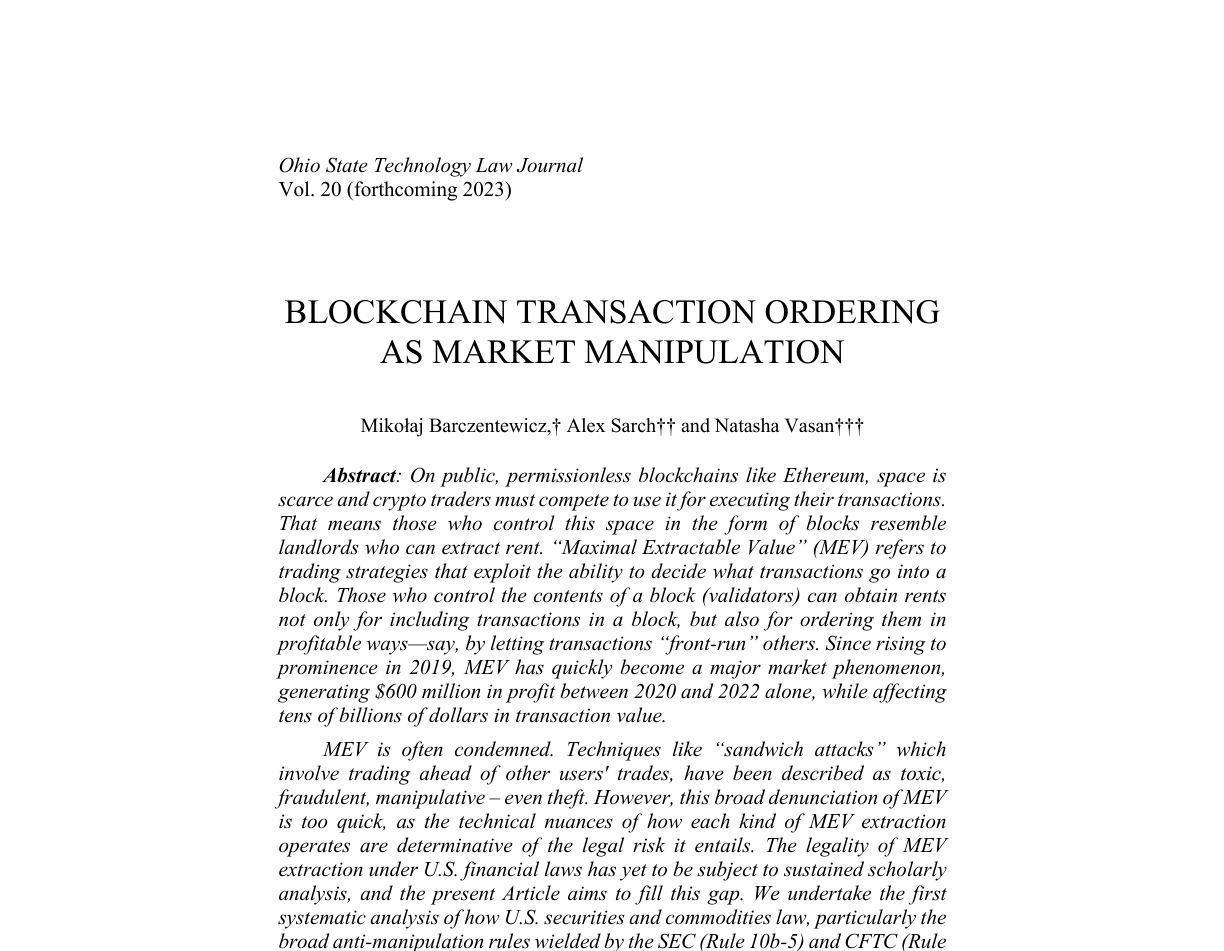 Ohio State Technology Law Journal
Vol. 20 (forthcoming 2023)
BLOCKCHAIN TRANSACTION ORDERING
AS MARKET MANIPULATION
Mikołaj Barczentewicz,† Alex Sarch†† and Natasha Vasan†††
Abstract: On public, permissionless blockchains like Ethereum, space is
scarce and crypto traders must compete to use it for executing their transactions.
That means those who control this space in the form of blocks resemble
landlords who can extract rent. “Maximal Extractable Value” (MEV) refers to
trading strategies that exploit the ability to decide what transactions go into a
block. Those who control the contents of a block (validators) can obtain rents
not only for including transactions in a block, but also for ordering them in
profitable ways—say, by letting transactions “front-run” others. Since rising to
prominence in 2019, MEV has quickly become a major market phenomenon,
generating $600 million in profit between 2020 and 2022 alone, while affecting
tens of billions of dollars in transaction value.
MEV is often condemned. Techniques like “sandwich attacks” which
involve trading ahead of other users' trades, have been described as toxic,
fraudulent, manipulative – even theft. However, this broad denunciation of MEV
is too quick, as the technical nuances of how each kind of MEV extraction
operates are determinative of the legal risk it entails. The legality of MEV
extraction under U.S. financial laws has yet to be subject to sustained scholarly
analysis, and the present Article aims to fill this gap. We undertake the first
systematic analysis of how U.S. securities and commodities law, particularly the
broad anti-manipulation rules wielded by the SEC (Rule 10b-5) and CFTC (Rule